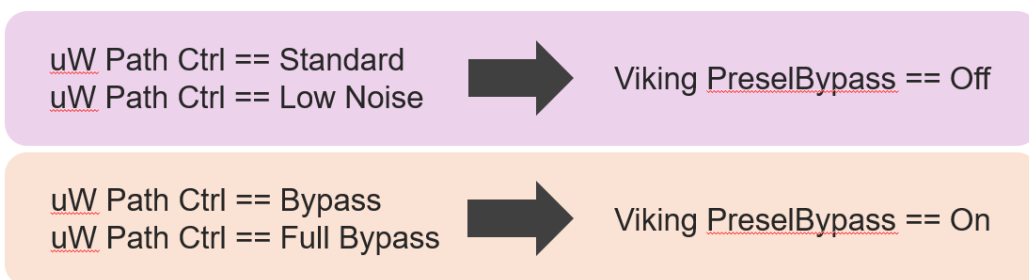 uW Path Ctrl == Standard
uW Path Ctrl == Low Noise
Viking PreselBypass == Off
uW Path Ctrl == Bypass
uW Path Ctrl == Full Bypass
Viking PreselBypass == On